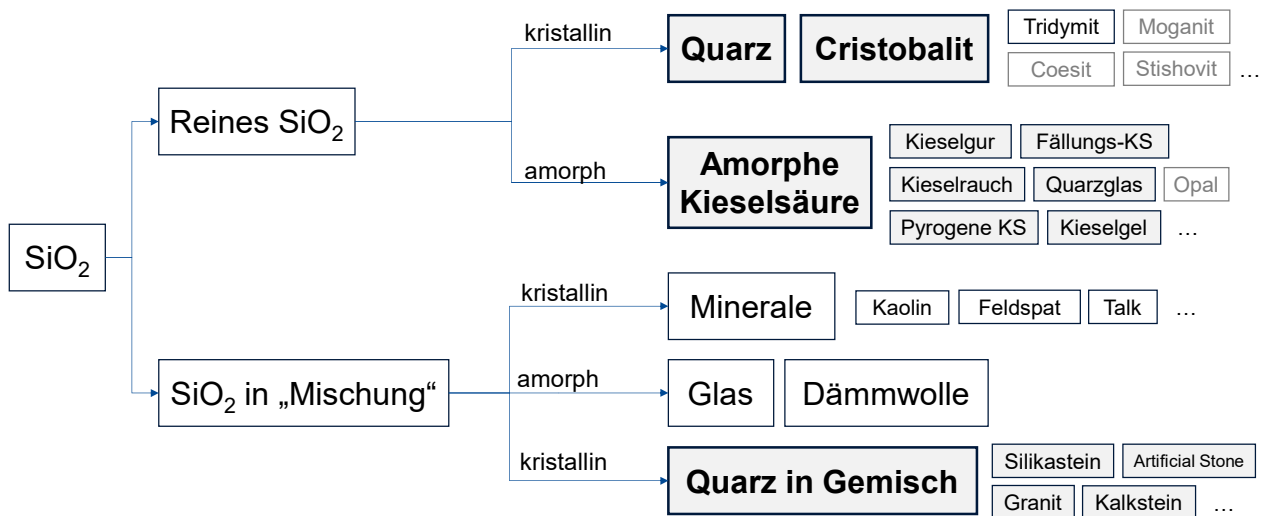 SiO₂
Reines SiO₂
kristallin
Quarz
Cristobalit
Tridymit
Moganit
Coesit
Stishovit
…
amorph
Amorphe
Kieselsäure
Kieselgur
Fällungs-KS
Kieselrauch
Quarzglas
Opal
Pyrogene KS
Kieselgel
…
SiO₂ in „Mischung“
kristallin
Minerale
Kaolin
Feldspat
Talk
…
amorph
Glas
Dämmwolle
kristallin
Quarz in Gemisch
Silikastein
Artificial Stone
Granit
Kalkstein
…